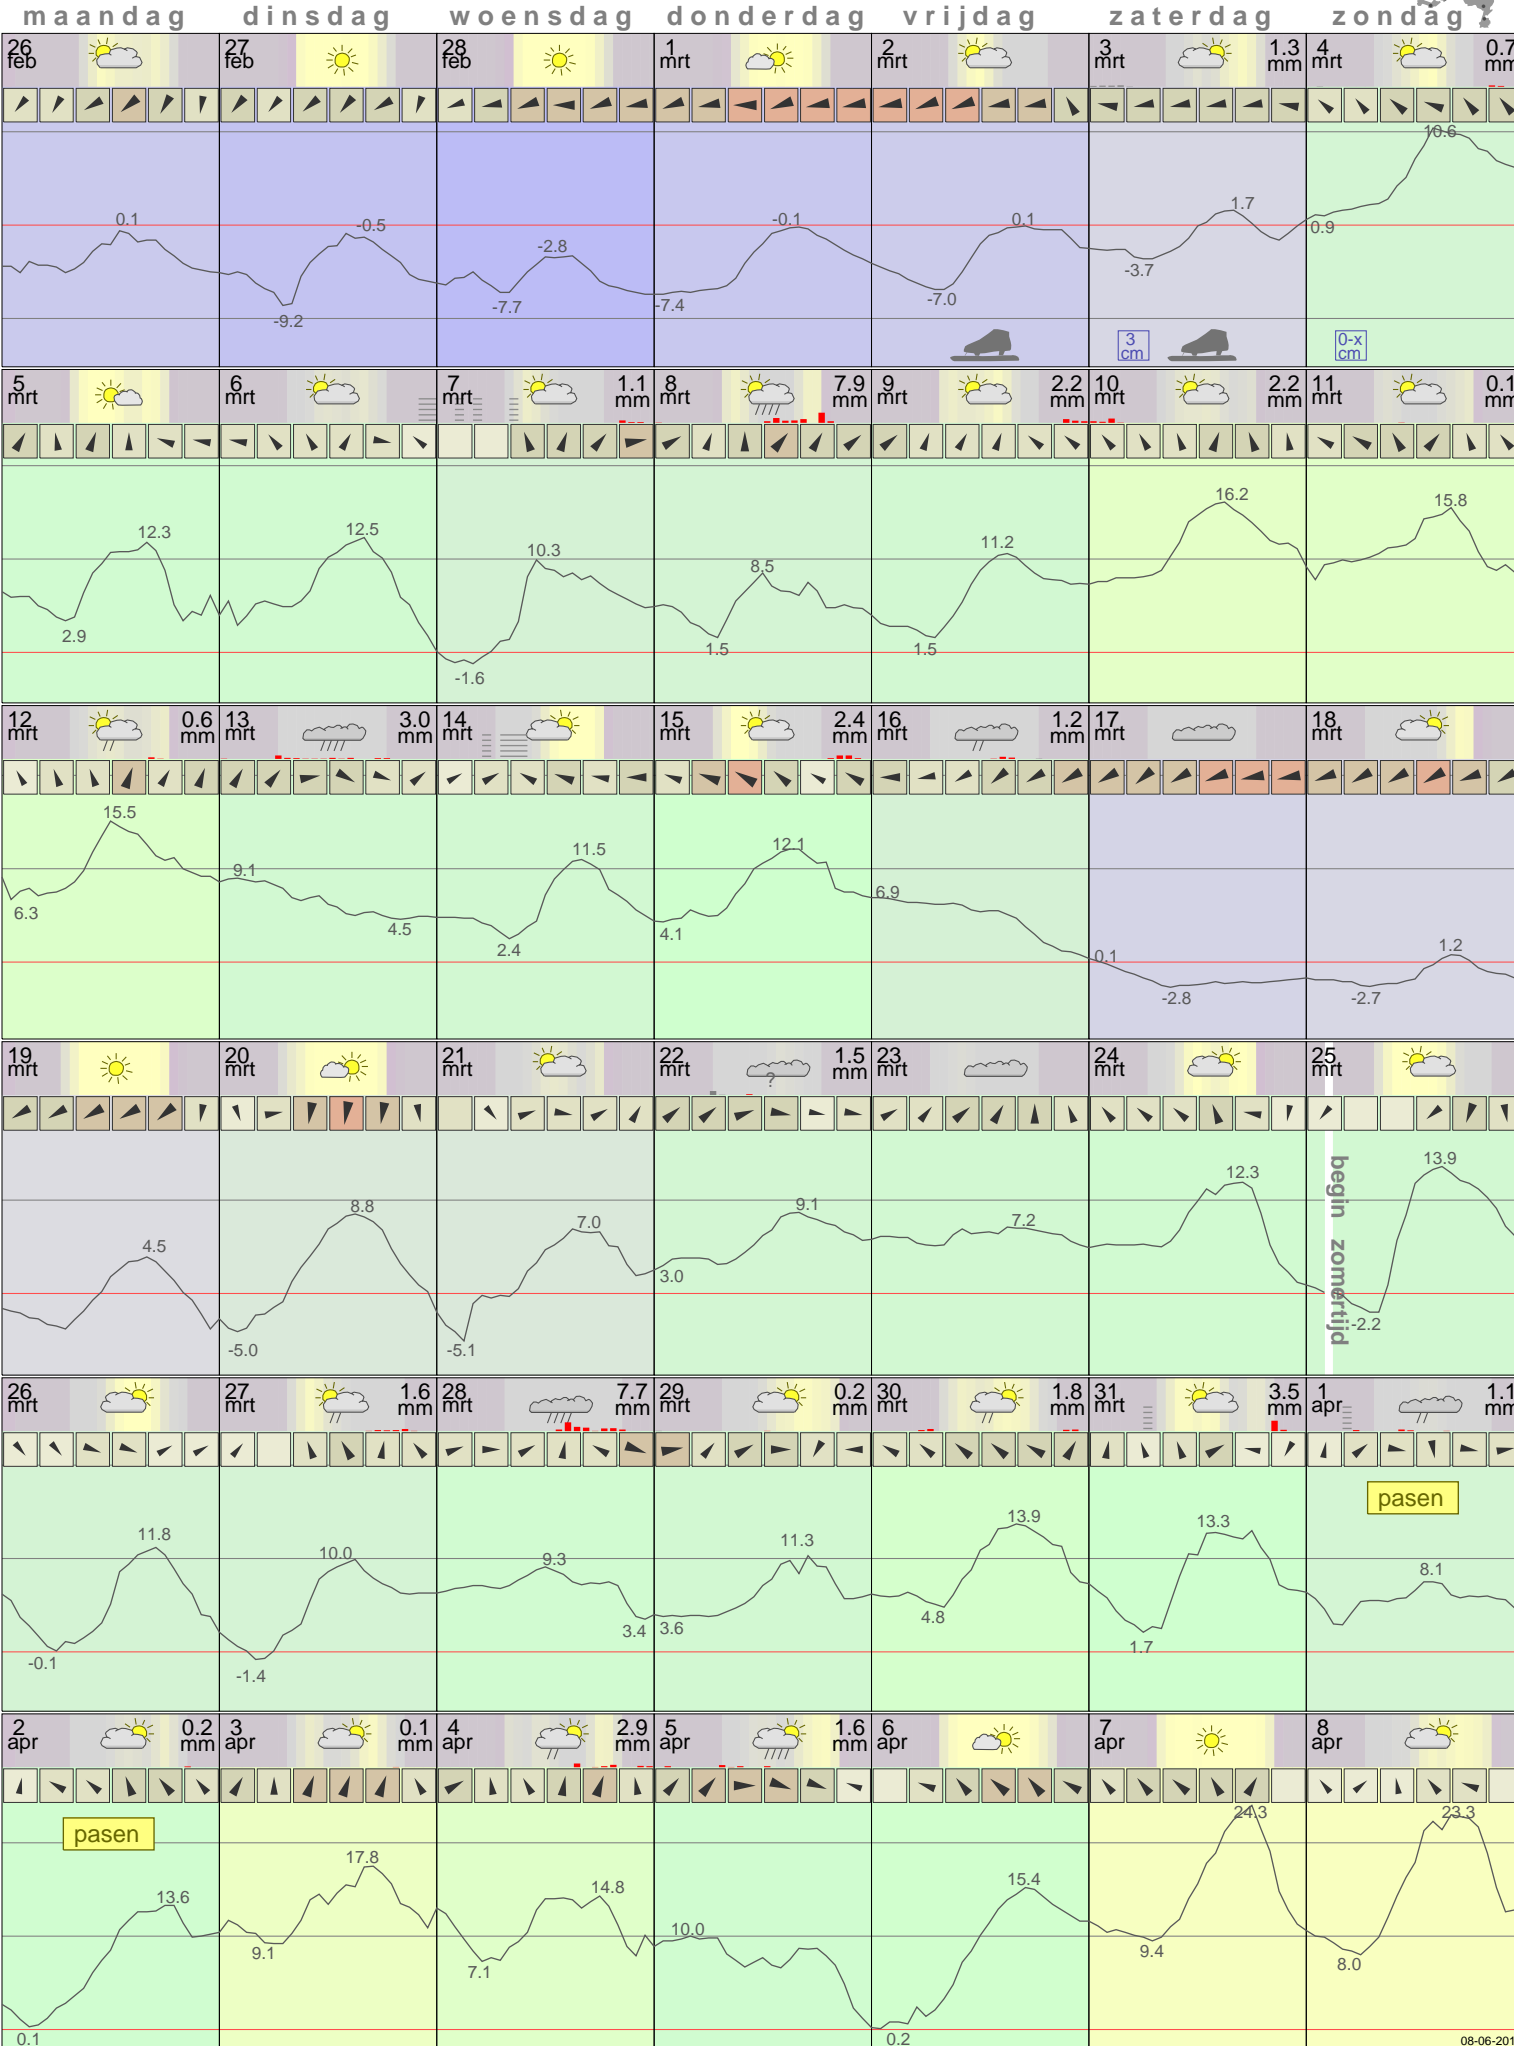 maandag dinsdag woensdag donderdag vrijdag zaterdag zondag
26 27 28 1 2 3 1.3 4 0.7
feb feb feb mrt mrt mrt mm mrt mm
10.6
0.1 -0.5 -2.8 -0.1 0.1 1.7 0.9
-9.2 -7.7 -7.4 -7.0 -3.7
3 0-x
cm cm
5 6 7 1.1 8 7.9 9 2.2 10 2.2 11 0.1
mrt mrt mrt mm mrt mm mrt mm mrt mm mrt mm
12.3 12.5 10.3 8.5 11.2 16.2 15.8
2.9 -1.6 1.5 1.5
12 0.6 13 3.0 14 15 2.4 16 1.2 17 18
mrt mm mrt mm mrt mrt mm mrt mm mrt mrt
15.5 9.1 11.5 12.1 6.9 0.1 1.2
6.3 4.5 2.4 4.1 -2.8 -2.7
19 20 21 22 1.5 23 24 25
mrt mrt mrt mrt mm mrt mrt mrt
?
4.5 8.8 7.0 9.1 7.2 12.3 13.9
-5.0 -5.1 3.0 -2.2
begin zomertijd
26 27 1.6 28 7.7 29 0.2 30 1.8 31 3.5 1 1.1
mrt mrt mm mrt mm mrt mm mrt mm mrt mm apr mm
pasen
11.8 10.0 9.3 11.3 13.9 13.3 8.1
-0.1 -1.4 3.4 3.6 4.8 1.7
2 0.2 3 0.1 4 2.9 5 1.6 6 7 8
apr mm apr mm apr mm apr mm apr apr apr
pasen
13.6 17.8 14.8 10.0 15.4 24.3 23.3
0.1 9.1 7.1 0.2 9.4 8.0
08-06-201